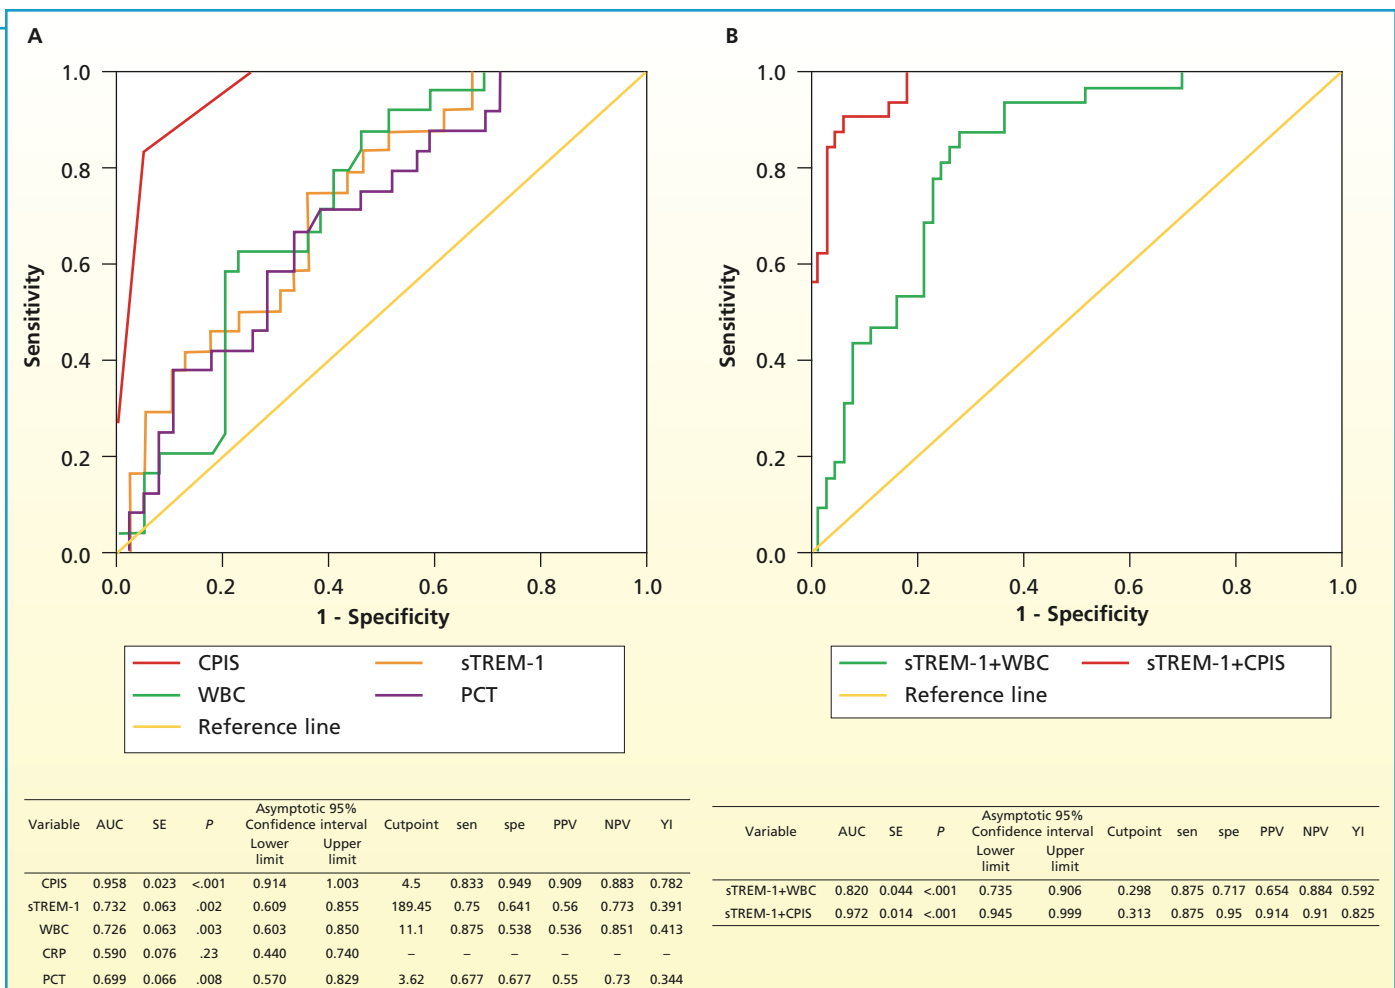 A
1.0
0.8
0.6
0.4
0.2
0.0
Sensitivity
0.0 0.2 0.4 0.6 0.8 1.0
1 - Specificity
CPIS sTREM-1
WBC PCT
Reference line
B
1.0
0.8
0.6
0.4
0.2
0.0
Sensitivity
0.0 0.2 0.4 0.6 0.8 1.0
1 - Specificity
sTREM-1+WBC sTREM-1+CPIS
Reference line
Asymptotic 95%
Variable AUC SE P Confidence interval Cutpoint sen spe PPV NPV YI
Lower Upper
limit limit
CPIS 0.958 0.023 <.001 0.914 1.003 4.5 0.833 0.949 0.909 0.883 0.782
sTREM-1 0.732 0.063 .002 0.609 0.855 189.45 0.75 0.641 0.56 0.773 0.391
WBC 0.726 0.063 .003 0.603 0.850 11.1 0.875 0.538 0.536 0.851 0.413
CRP 0.590 0.076 .23 0.440 0.740 – – – – – –
PCT 0.699 0.066 .008 0.570 0.829 3.62 0.677 0.677 0.55 0.73 0.344
Asymptotic 95%
Variable AUC SE P Confidence interval Cutpoint sen spe PPV NPV YI
Lower Upper
limit limit
sTREM-1+WBC 0.820 0.044 <.001 0.735 0.906 0.298 0.875 0.717 0.654 0.884 0.592
sTREM-1+CPIS 0.972 0.014 <.001 0.945 0.999 0.313 0.875 0.95 0.914 0.91 0.825